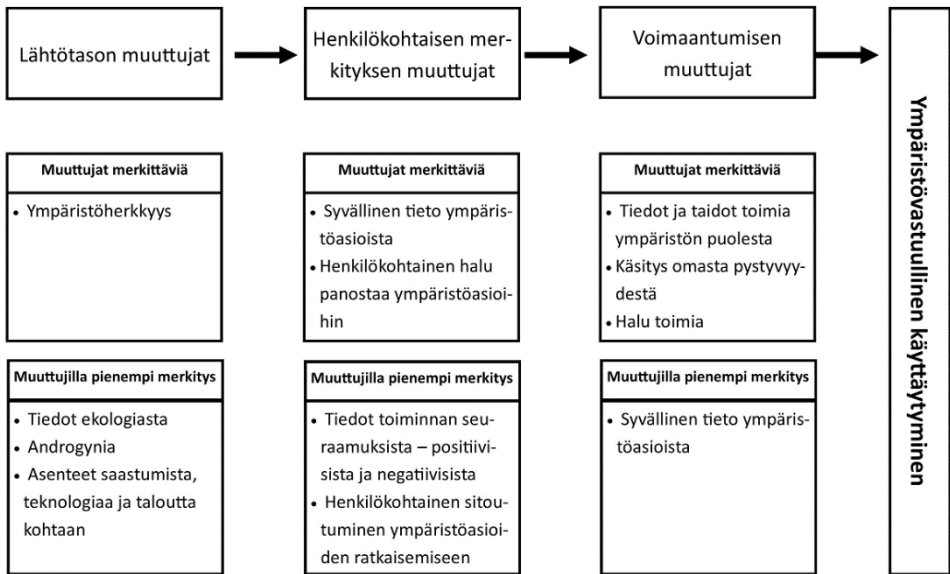 Lähtötason muuttujat
Henkilökohtaisen mer-
kityksen muuttujat
Voimaantumisen
muuttujat
Muuttujat merkittäviä
• Ympäristöherkkyys
Muuttujat merkittäviä
• Syvällinen tieto ympäris-
töasioista
• Henkilökohtainen halu
panostaa ympäristöasioi-
hin
Muuttujat merkittäviä
• Tiedot ja taidot toimia
ympäristön puolesta
• Käsitys omasta pystyvyy-
destä
• Halu toimia
Muuttujilla pienempi merkitys
• Tiedot ekologiasta
• Androgynia
• Asenteet saastumista,
teknologiaa ja taloutta
kohtaan
Muuttujilla pienempi merkitys
• Tiedot toiminnan seu-
raamuksista – positiivi-
sista ja negatiivisista
• Henkilökohtainen sitou-
tuminen ympäristöasioi-
den ratkaisemiseen
Muuttujilla pienempi merkitys
• Syvällinen tieto ympäris-
töasioista
Ympäristövastuullinen käyttäytyminen